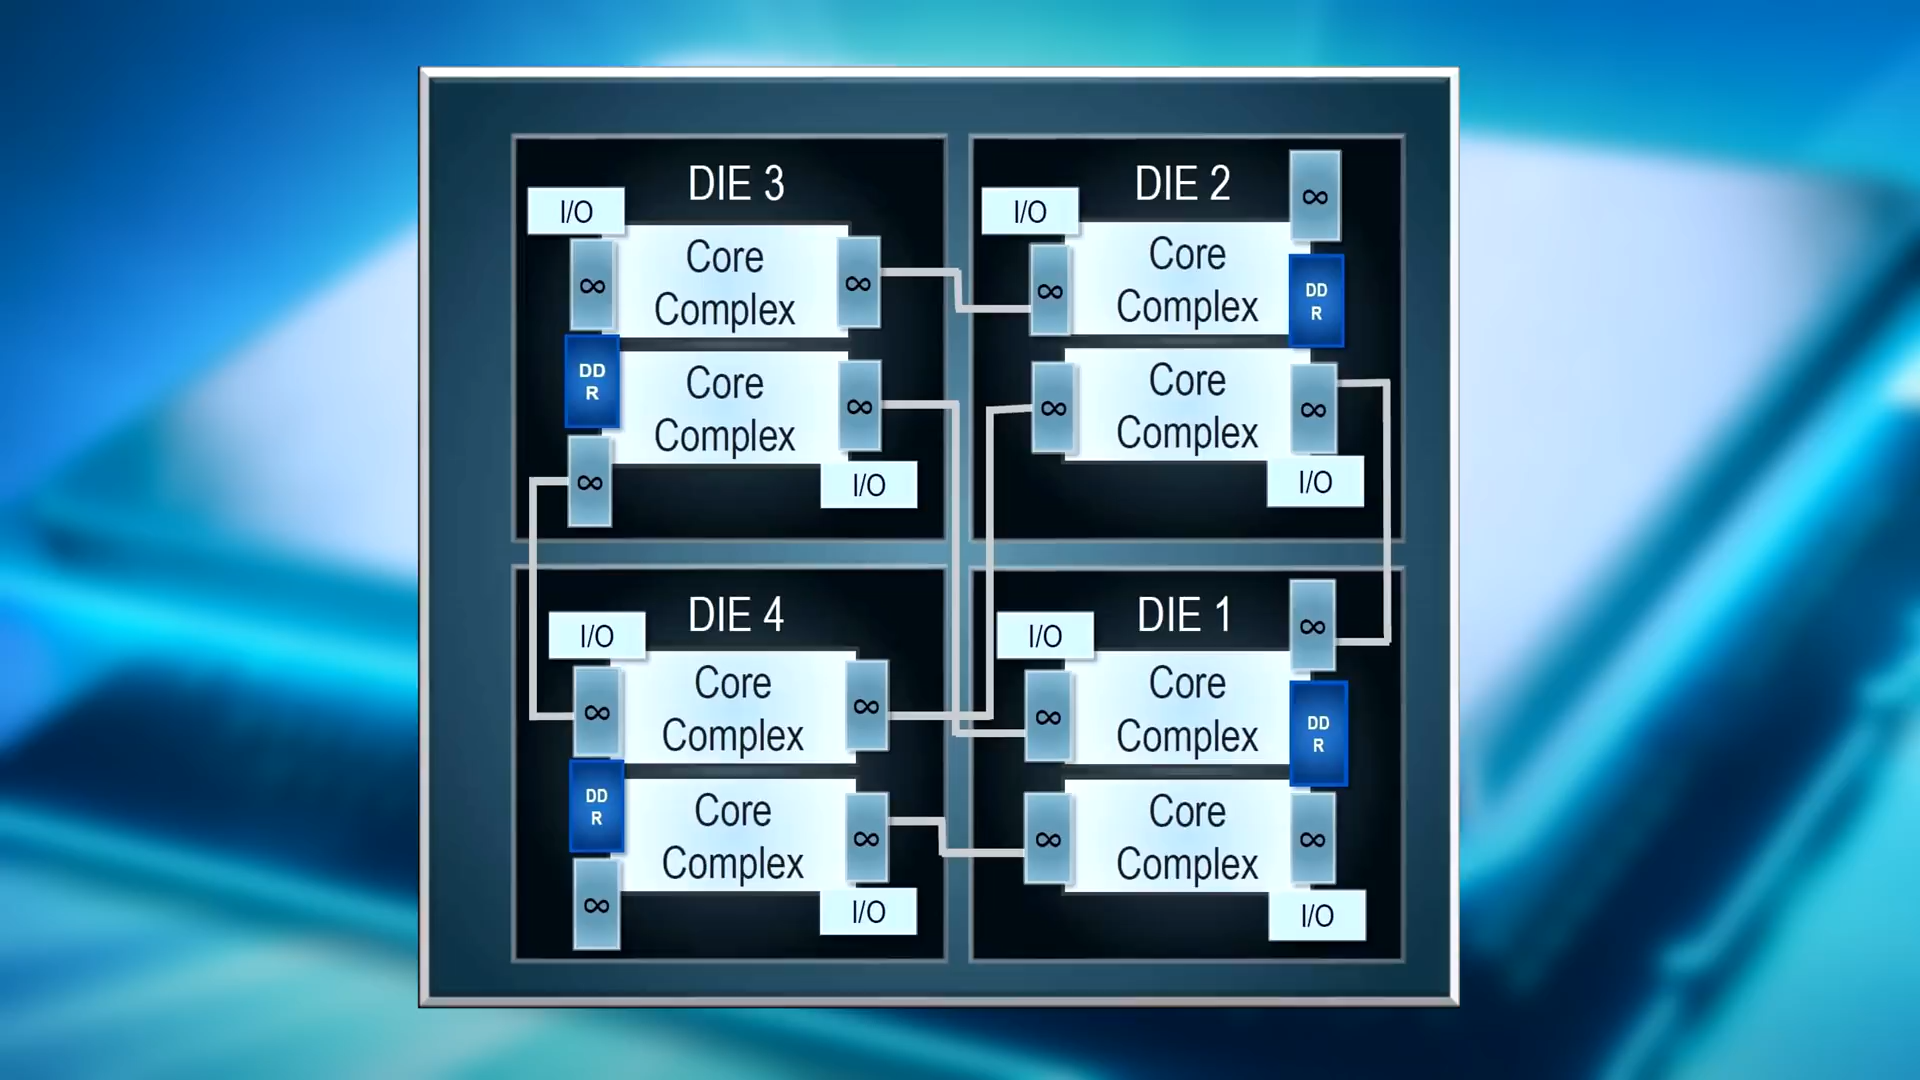 DIE 3
I/O
∞
Core
Complex
∞
DD
R
Core
Complex
∞
∞
I/O
DIE 2
∞
I/O
∞
Core
Complex
DD
R
∞
Core
Complex
∞
I/O
DIE 4
I/O
∞
Core
Complex
∞
DD
R
Core
Complex
∞
∞
I/O
DIE 1
∞
I/O
∞
Core
Complex
DD
R
∞
Core
Complex
∞
I/O